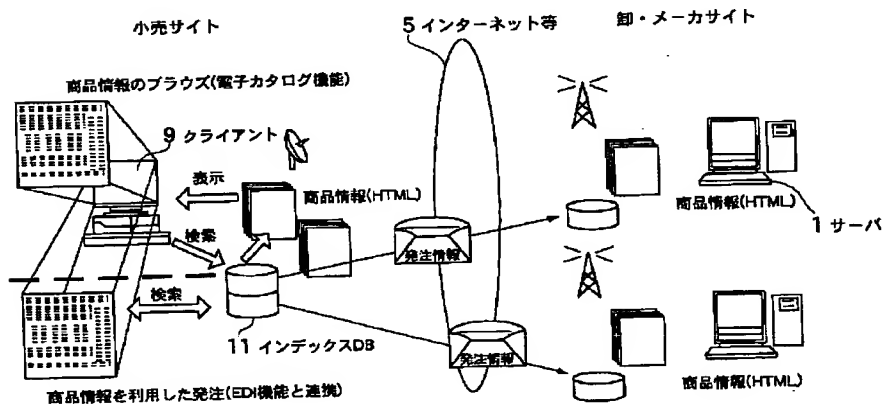 小売サイト
5 インターネット等
卸・メーカサイト
商品情報のブラウズ(電子カタログ機能)
9 クライアント
表示
商品情報(HTML)
検索
発注情報
商品情報(HTML)
1 サーバ
検索
11 インデックスDB
発注情報
商品情報(HTML)
商品情報を利用した発注(EDI機能と連携)